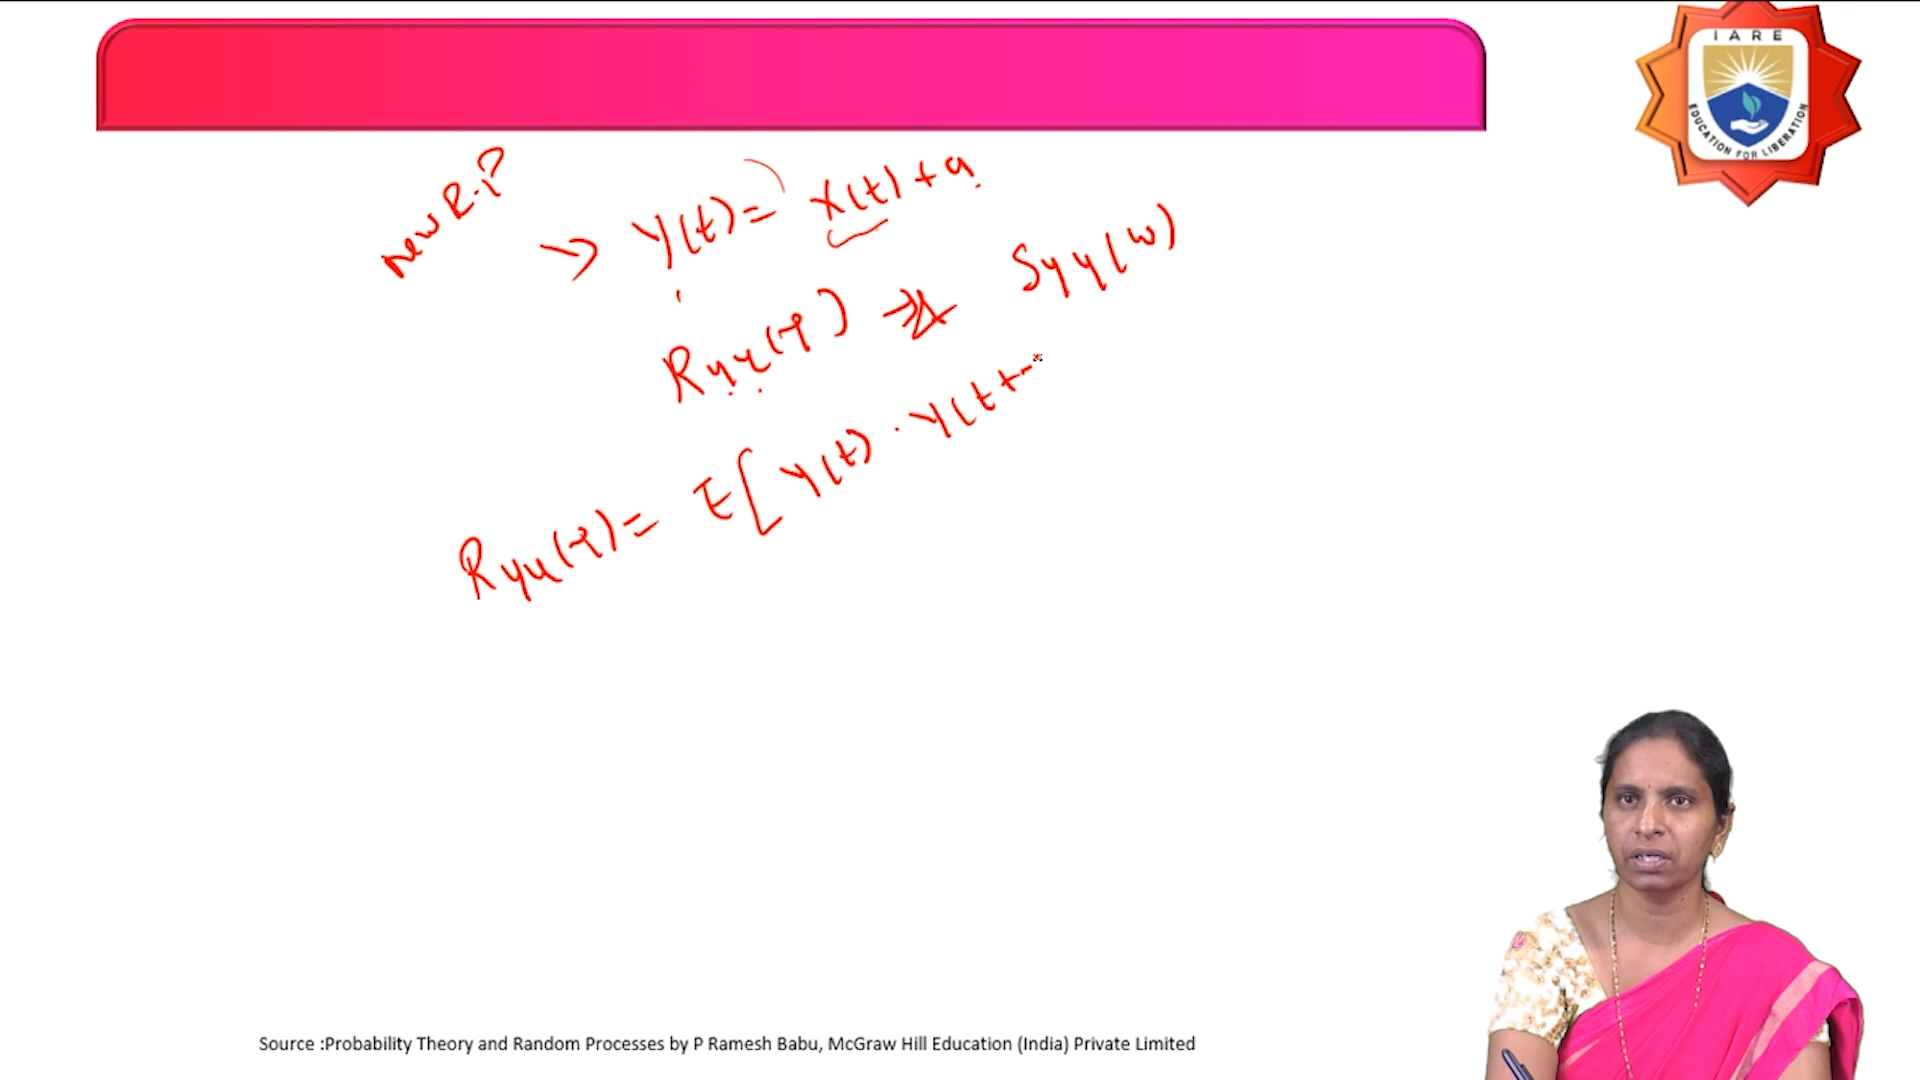 IARE
EDUCATION FOR LIBERATION
new R.P
Y(t) = X(t) + a
Ryy(τ) ⇒ Syy(ω)
Ryy(τ) = E[Y(t) · Y(t+
Source :Probability Theory and Random Processes by P Ramesh Babu, McGraw Hill Education (India) Private Limited